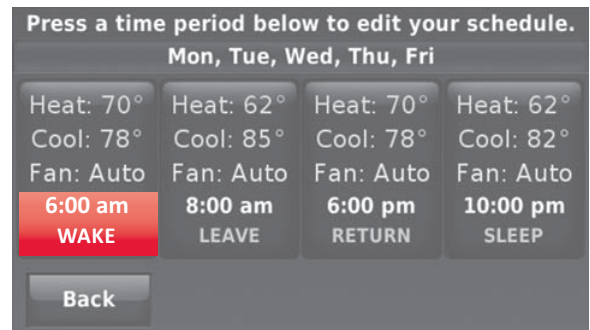 Press a time period below to edit your schedule.
Mon, Tue, Wed, Thu, Fri
Heat: 70° Heat: 62° Heat: 70° Heat: 62°
Cool: 78° Cool: 85° Cool: 78° Cool: 82°
Fan: Auto Fan: Auto Fan: Auto Fan: Auto
6:00 am 8:00 am 6:00 pm 10:00 pm
WAKE LEAVE RETURN SLEEP
Back